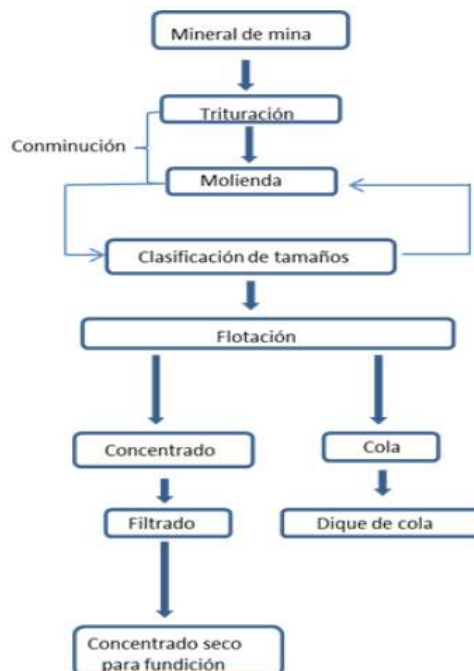 Mineral de mina
Trituración
Conminución
Molienda
Clasificación de tamaños
Flotación
Concentrado
Cola
Filtrado
Dique de cola
Concentrado seco
para fundición